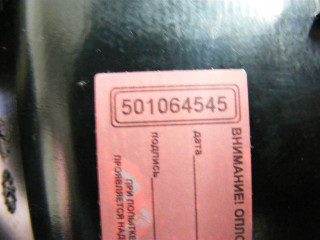 501064545
ВНИМАНИЕ! ОПЛО
дата
подпись
ПРИ ПОПЫТКЕ
ПРОЯВЛЯЕТСЯ НАД